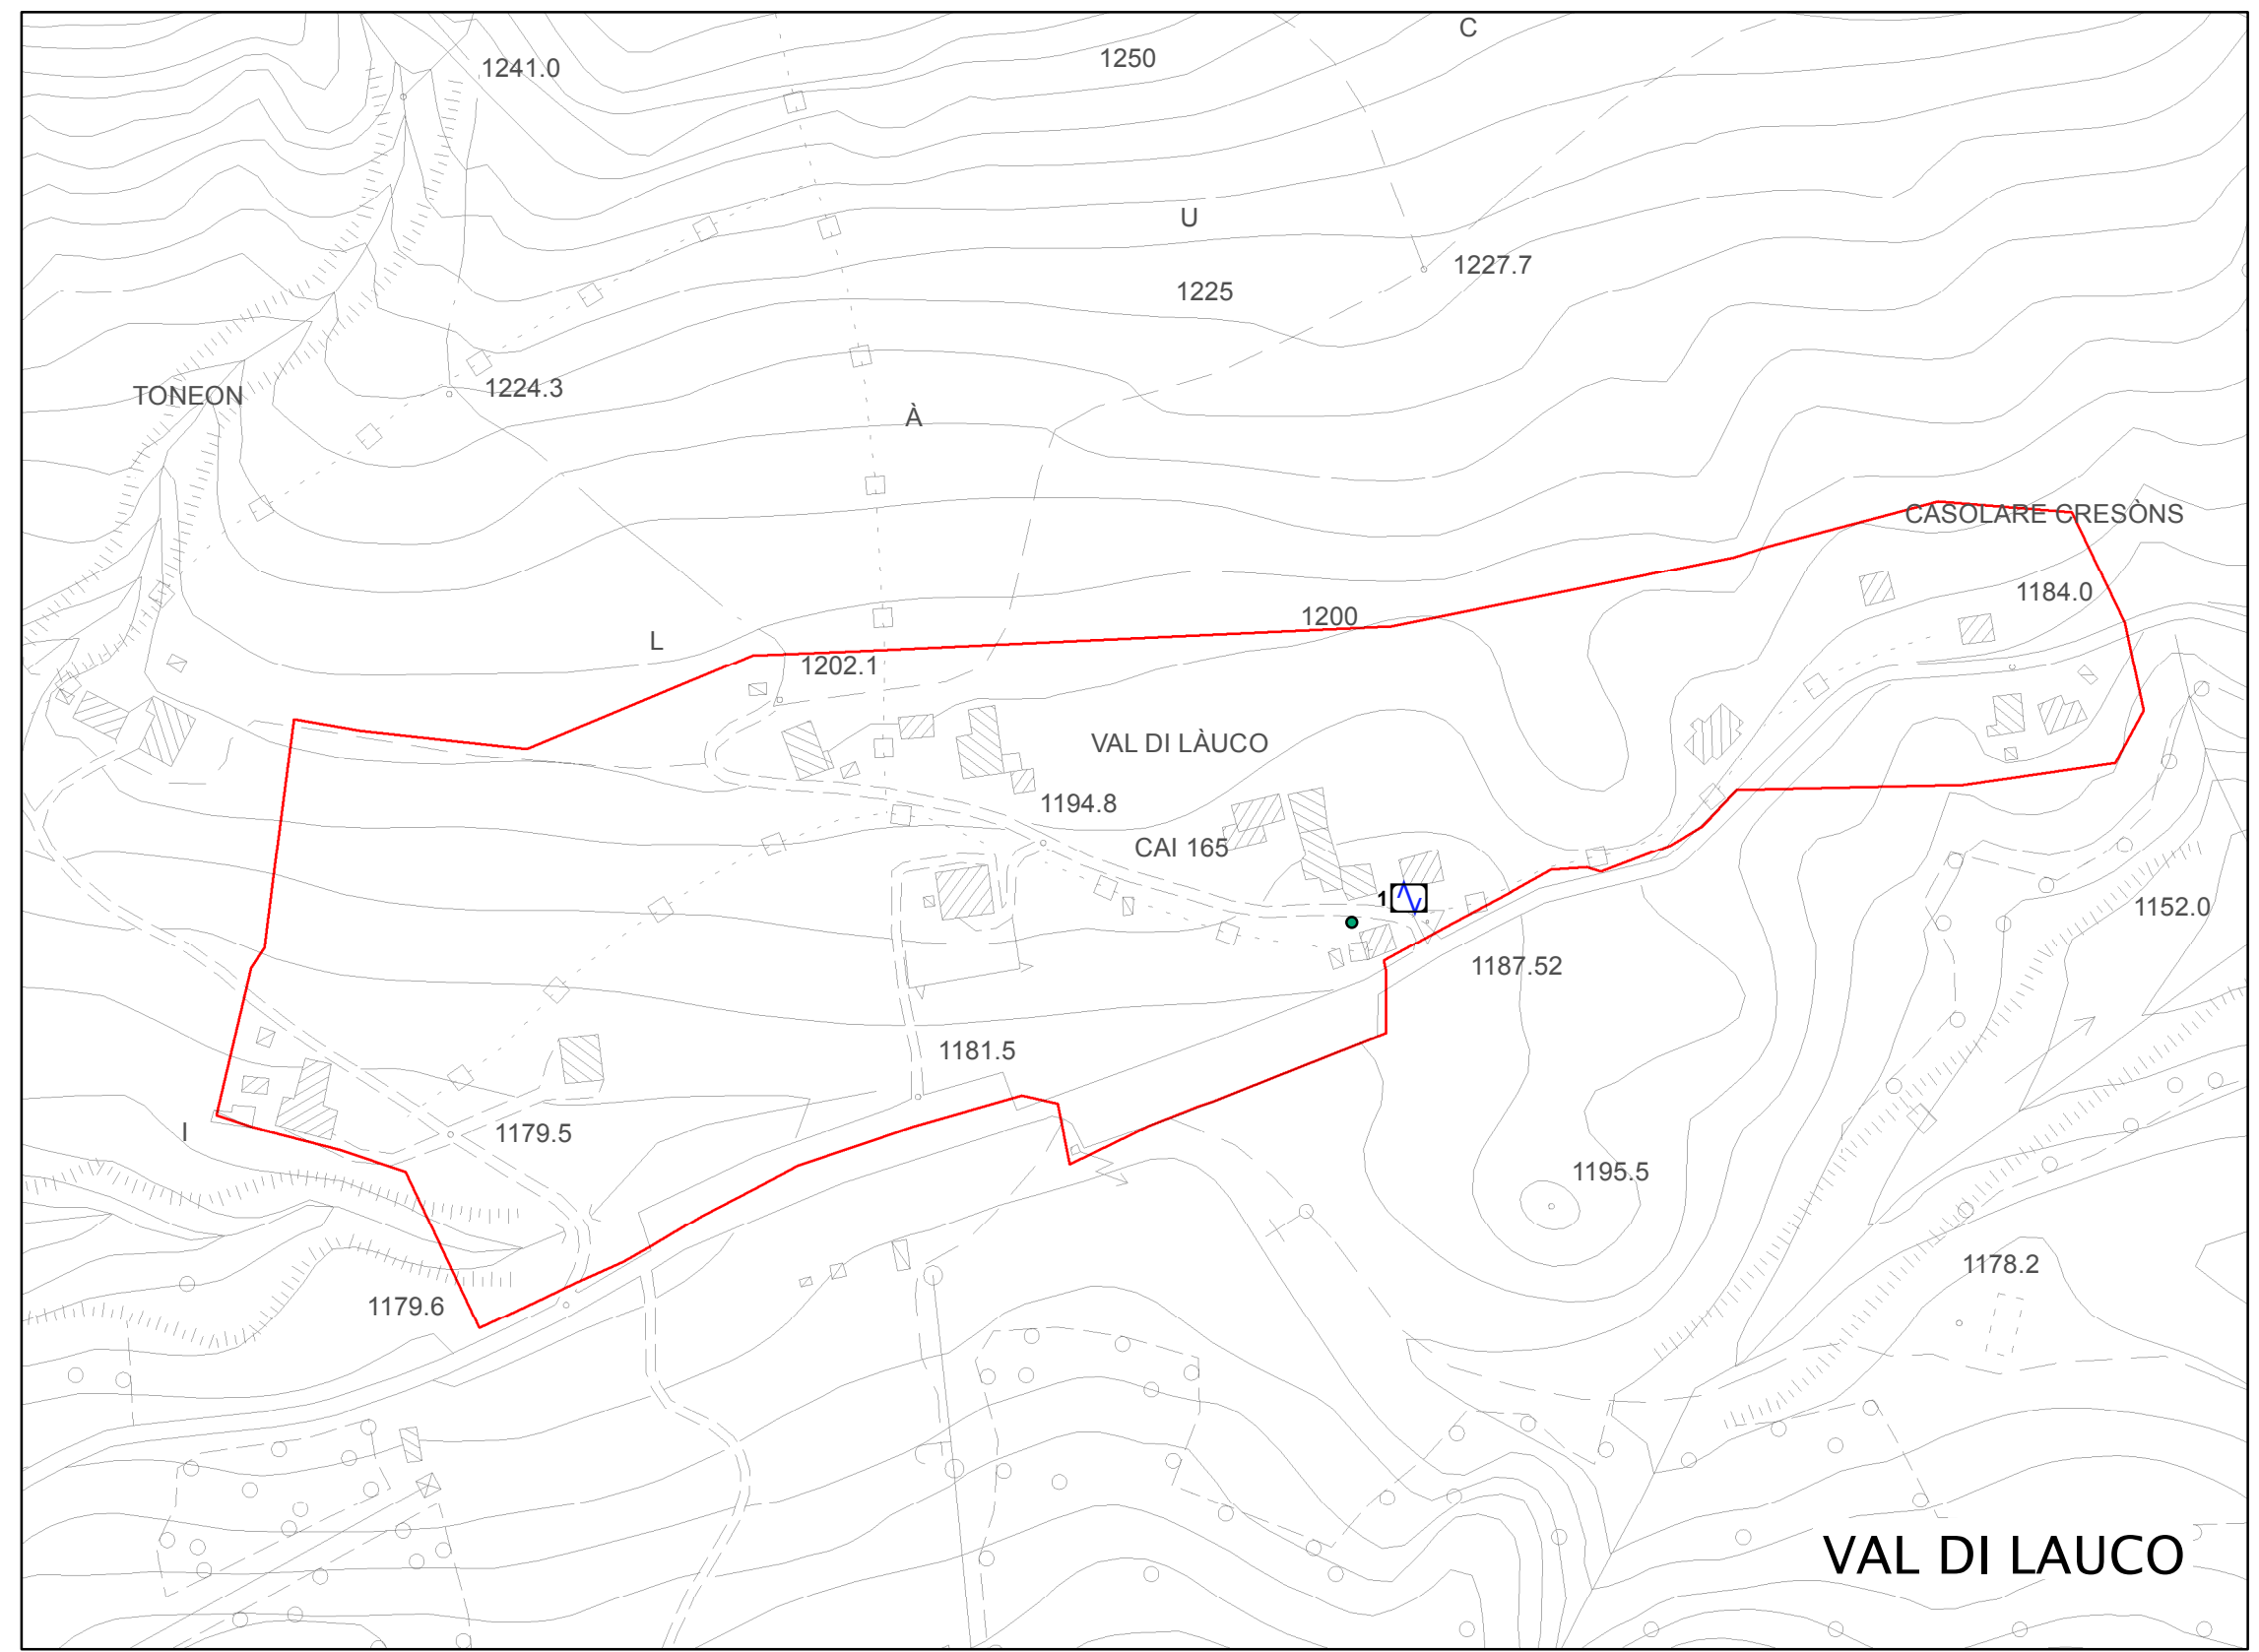 C
1250
1241.0
U
1227.7
1225
1224.3
TONEON
À
CASOLARE CRESÒNS
1184.0
1200
L
1202.1
VAL DI LÀUCO
1194.8
CAI 165
1
1152.0
1187.52
1181.5
I
1179.5
1195.5
1178.2
1179.6
VAL DI LAUCO